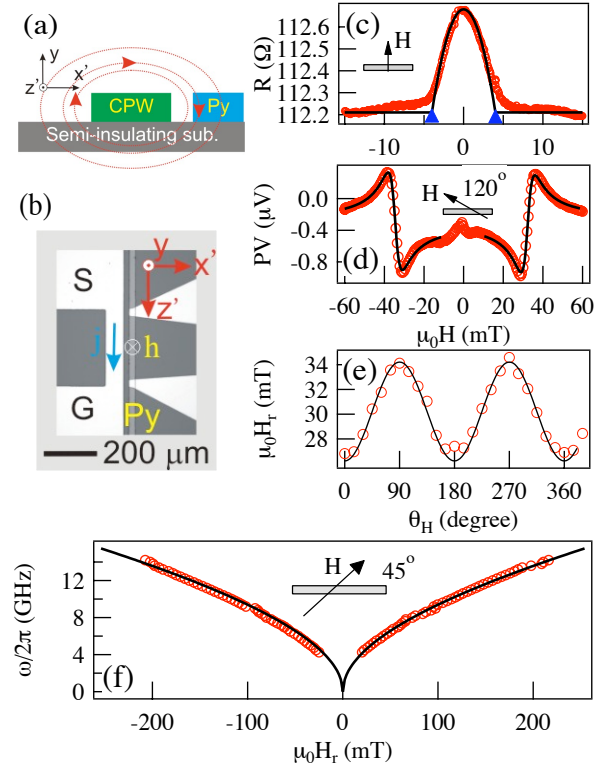 (a)
y
z'
x'
CPW
Py
Semi-insulating sub.
(b)
S
G
y
x'
z'
j
h
Py
200 μm
(c)
H
R (Ω)
112.6
112.5
112.4
112.3
112.2
-10
0
10
(d)
H
120°
PV (μV)
0.0
-0.4
-0.8
-60 -40 -20 0 20 40 60
μ₀H (mT)
(e)
μ₀Hᵣ (mT)
34
32
30
28
26
0 90 180 270 360
θ_H (degree)
(f)
H
45°
ω/2π (GHz)
12
8
4
0
-200 -100 0 100 200
μ₀Hᵣ (mT)